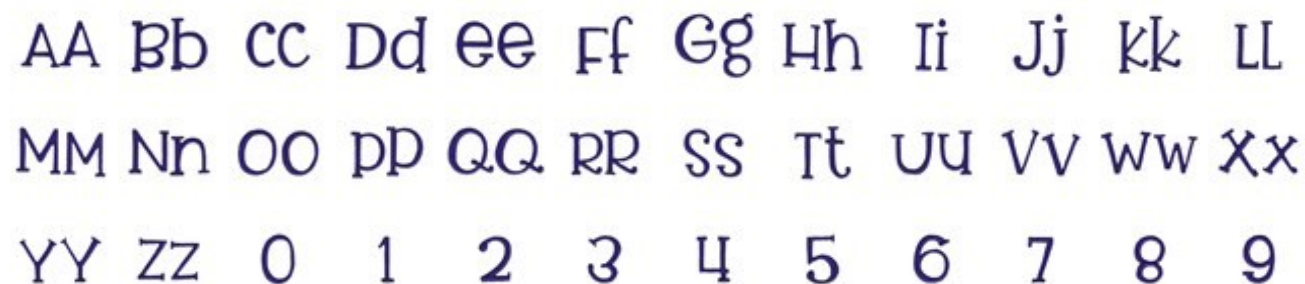 AA Bb CC Dd ee Ff Gg Hh Ii Jj kk LL
MM Nn OO PP QQ RR SS Tt UU VV WW Xx
YY ZZ 0 1 2 3 4 5 6 7 8 9